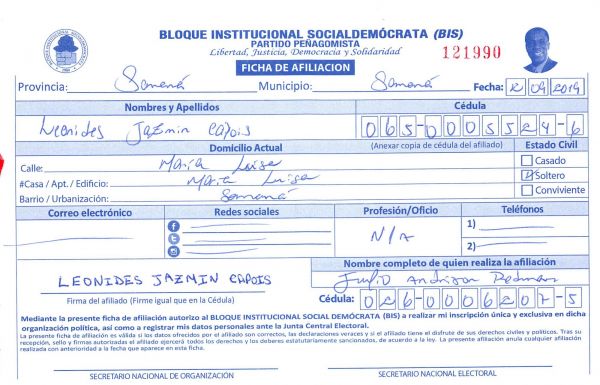 BLOQUE INSTITUCIONAL SOCIALDEMÓCRATA (BIS)
PARTIDO PEÑAGOMISTA
Libertad, Justicia, Democracia y Solidaridad
121990
FICHA DE AFILIACION
Provincia: Samaná Municipio: Samaná Fecha: 12 09 2019
Nombres y Apellidos Cédula
Leonides Jazmin Capois 065-0005524-6
Domicilio Actual (Anexar copia de cédula del afiliado) Estado Civil
Calle: Maria Luisa Casado
#Casa / Apt. / Edificio: Maria Luisa Soltero
Barrio / Urbanización: Samaná Conviviente
Correo electrónico Redes sociales Profesión/Oficio Teléfonos
N/A
1)
2)
LEONIDES JAZMIN CAPOIS
Nombre completo de quien realiza la afiliación
Julio
Firma del afiliado (Firme igual que en la Cédula)
Cédula: 026-0006207-5
Mediante la presente ficha de afiliación autorizo al BLOQUE INSTITUCIONAL SOCIAL DEMÓCRATA (BIS) a realizar mi inscripción única y exclusiva en dicha
organización política, así como a registrar mis datos personales ante la Junta Central Electoral.
La presente ficha de afiliación es válida si los datos ofrecidos por el afiliado son correctos, las declaraciones veraces y si el afiliado tiene el disfrute de sus derechos civiles y políticos. Tras su
recepción, sello y firmas autorizadas el afiliado ejercerá todos los derechos y los deberes estatutariamente sancionados, de acuerdo a la ley. La presente afiliación anula cualquier afiliación
realizada con anterioridad a la fecha que aparece en esta ficha.
SECRETARIO NACIONAL DE ORGANIZACIÓN SECRETARIO NACIONAL ELECTORAL